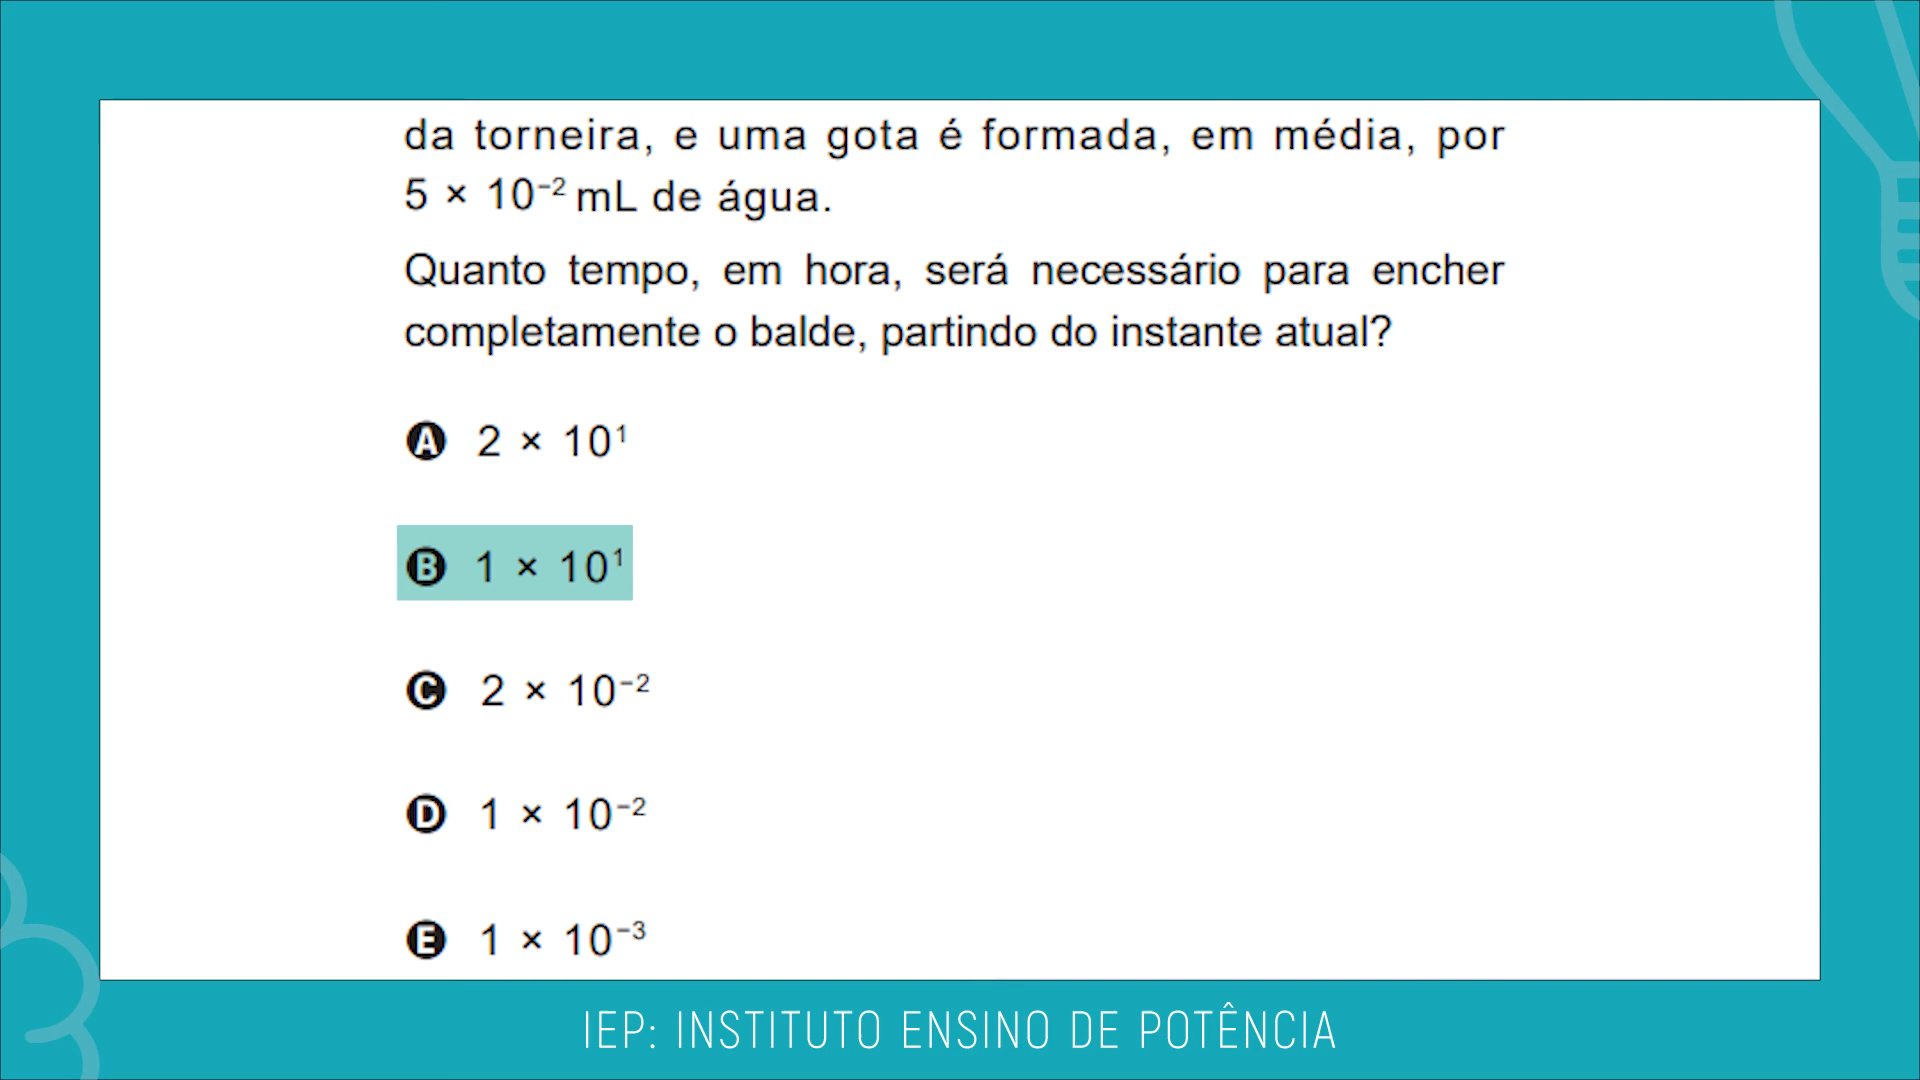 da torneira, e uma gota é formada, em média, por
5 × 10⁻² mL de água.
Quanto tempo, em hora, será necessário para encher
completamente o balde, partindo do instante atual?
A 2 × 10¹
B 1 × 10¹
C 2 × 10⁻²
D 1 × 10⁻²
E 1 × 10⁻³
IEP: INSTITUTO ENSINO DE POTÊNCIA